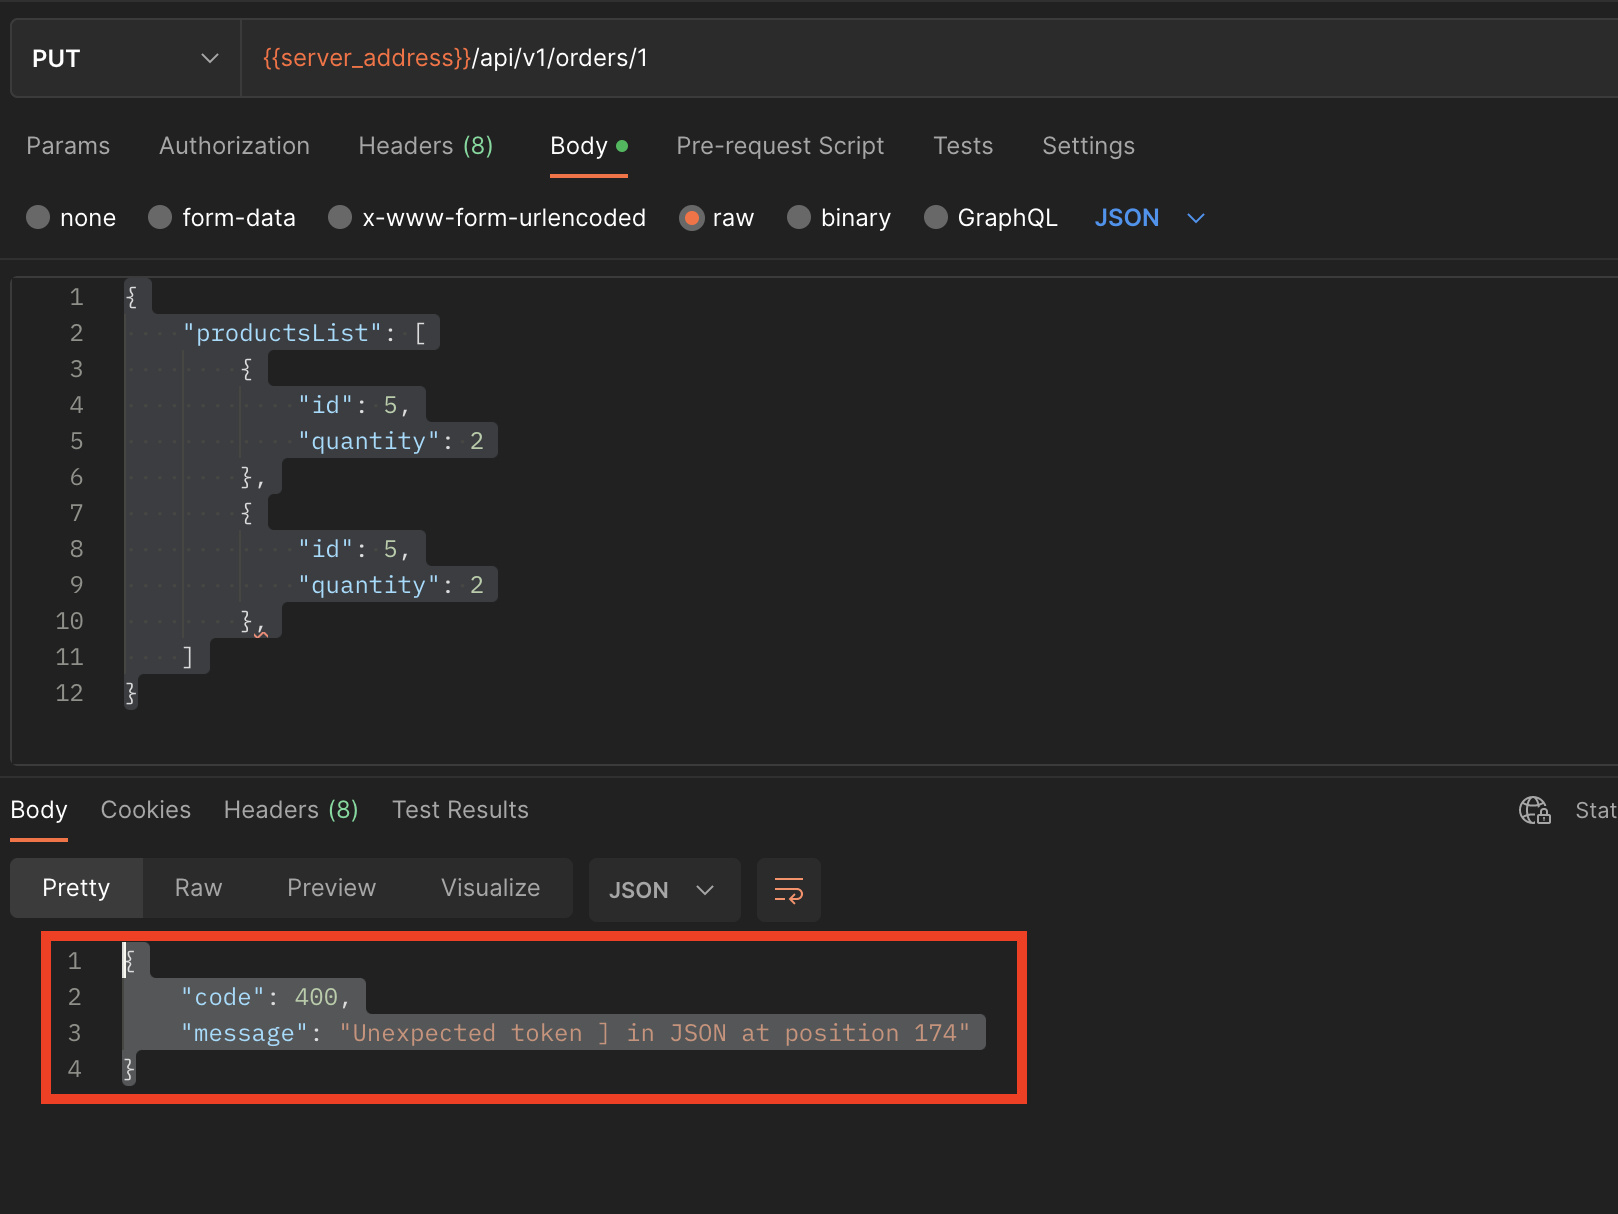 PUT {{server_address}}/api/v1/orders/1
Params Authorization Headers (8) Body Pre-request Script Tests Settings
none form-data x-www-form-urlencoded raw binary GraphQL JSON
1 {
2 "productsList": [
3 {
4 "id": 5,
5 "quantity": 2
6 },
7 {
8 "id": 5,
9 "quantity": 2
10 },
11 ]
12 }
Body Cookies Headers (8) Test Results Stat
Pretty Raw Preview Visualize JSON
1 {
2 "code": 400,
3 "message": "Unexpected token ] in JSON at position 174"
4 }